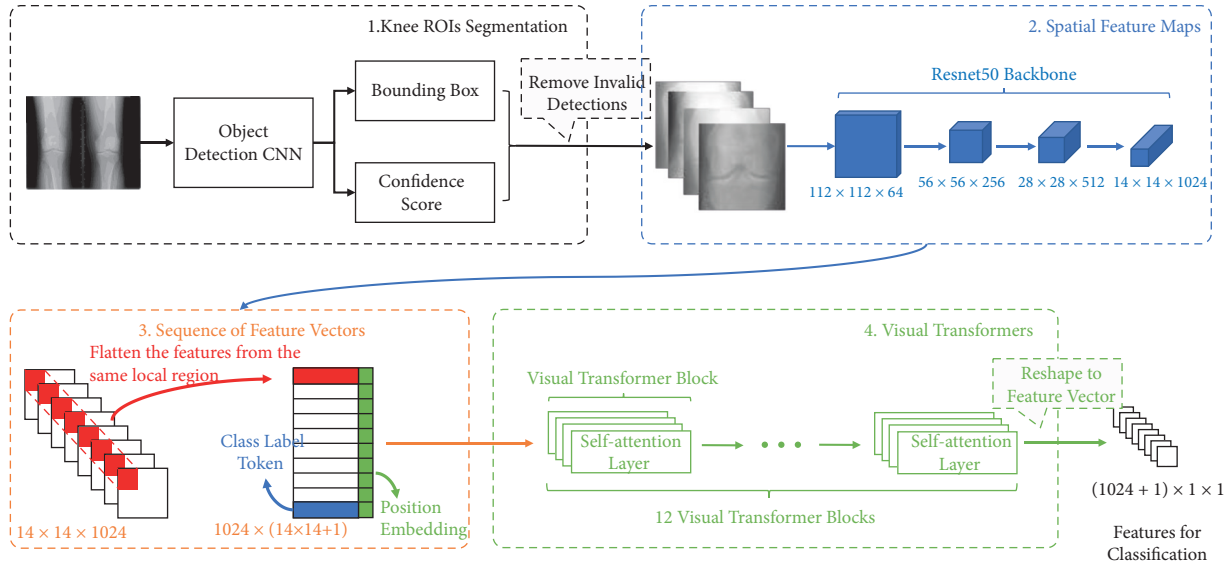 1.Knee ROIs Segmentation
Object
Detection CNN
Bounding Box
Confidence
Score
Remove Invalid
Detections
2. Spatial Feature Maps
Resnet50 Backbone
112 × 112 × 64
56 × 56 × 256
28 × 28 × 512
14 × 14 × 1024
3. Sequence of Feature Vectors
Flatten the features from the
same local region
Class Label
Token
Position
Embedding
14 × 14 × 1024
1024 × (14×14+1)
4. Visual Transformers
Visual Transformer Block
Self-attention
Layer
Self-attention
Layer
12 Visual Transformer Blocks
Reshape to
Feature Vector
(1024 + 1) × 1 × 1
Features for
Classification